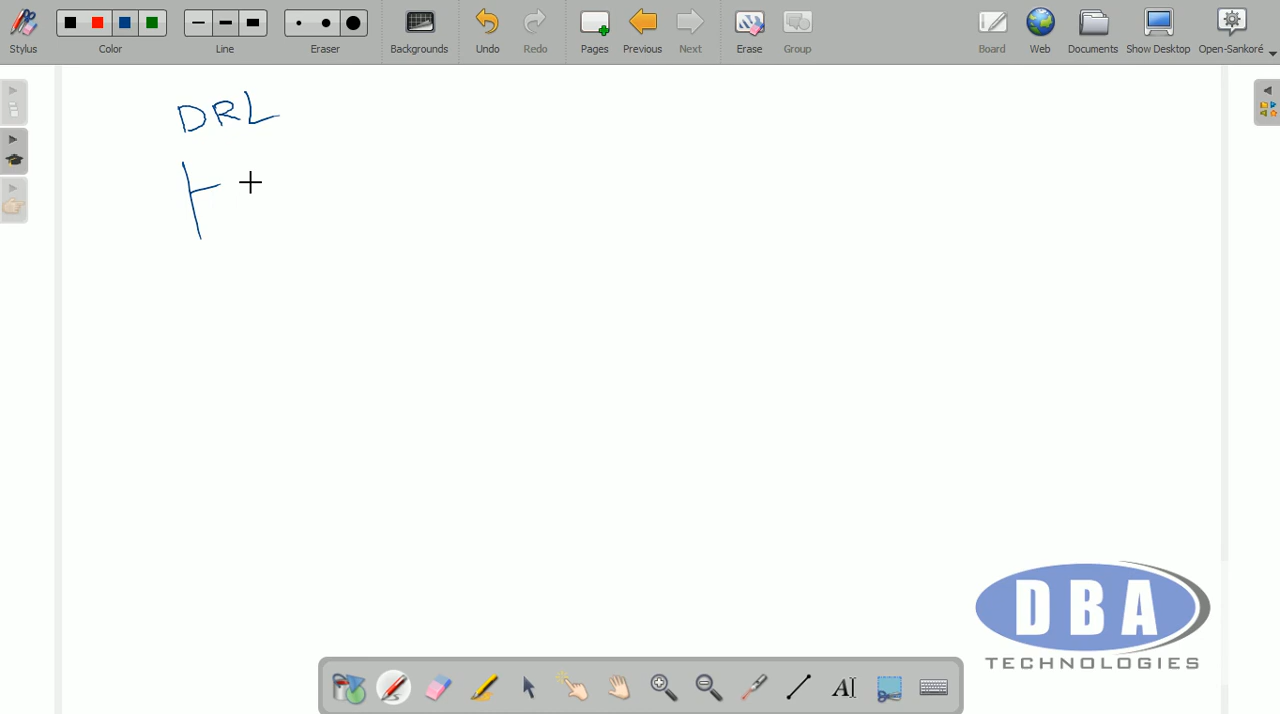 Stylus Color Line Eraser Backgrounds Undo Redo Pages Previous Next Erase Group Board Web Documents Show Desktop Open-Sankoré
DRL
DBA
TECHNOLOGIES
AI